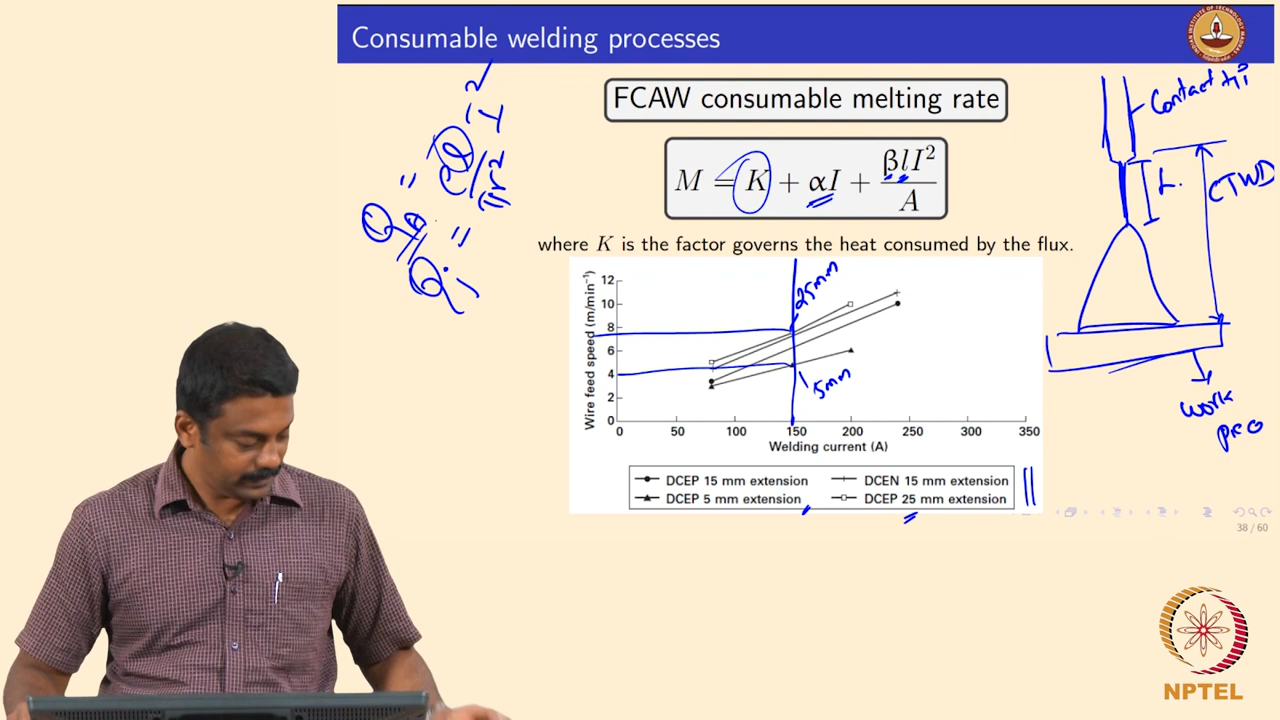 Consumable welding processes
FCAW consumable melting rate
M = K + αI + βlI² / A
where K is the factor governs the heat consumed by the flux.
Wire feed speed (m/min⁻¹)
12
10
8
6
4
2
0
0 50 100 150 200 250 300 350
Welding current (A)
DCEP 15 mm extension
DCEN 15 mm extension
DCEP 5 mm extension
DCEP 25 mm extension
25mm
5mm
Contact
L.
CTWD
work
38 / 60
NPTEL